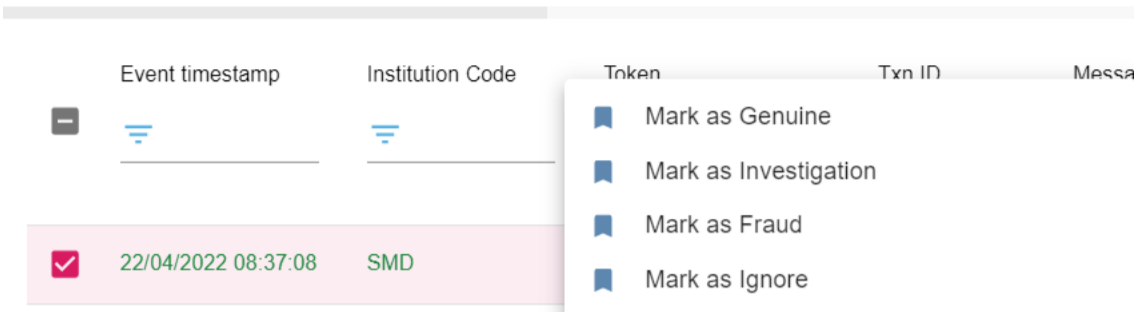 Event timestamp Institution Code Token Txn ID Messa
Mark as Genuine
Mark as Investigation
Mark as Fraud
22/04/2022 08:37:08 SMD
Mark as Ignore